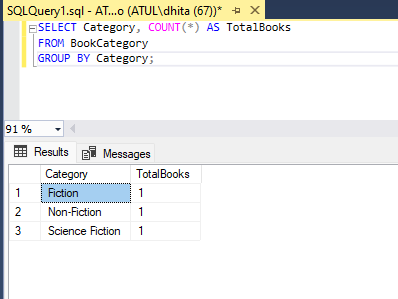 SQLQuery1.sql - AT...o (ATUL\dhita (67))*
SELECT Category, COUNT(*) AS TotalBooks
FROM BookCategory
GROUP BY Category;
91 %
Results Messages
Category TotalBooks
1 Fiction 1
2 Non-Fiction 1
3 Science Fiction 1